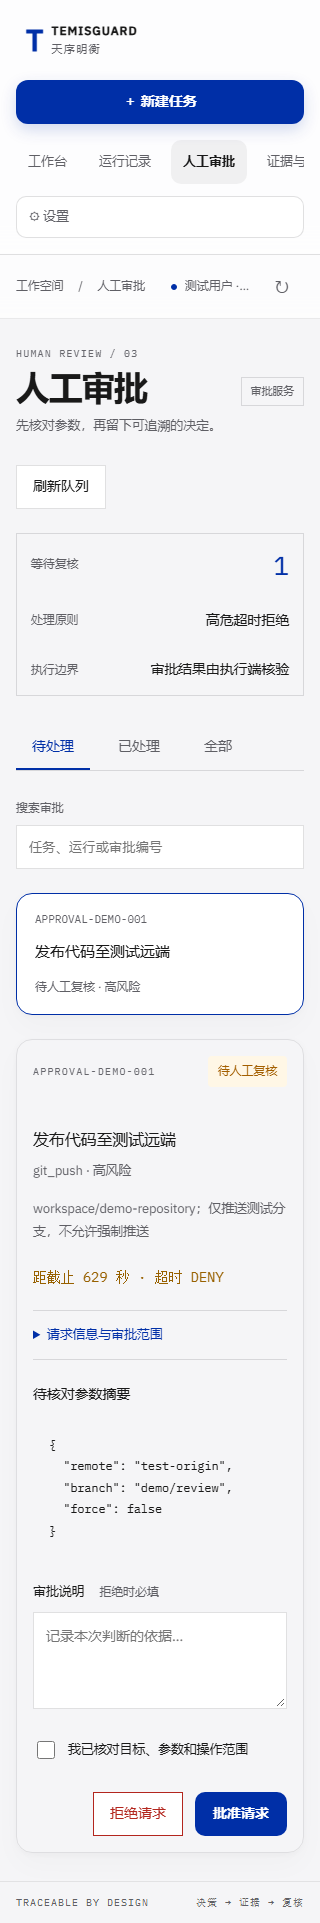 TEMISGUARD
天序明衡
+ 新建任务
工作台 运行记录 人工审批 证据与
设置
工作空间 / 人工审批 测试用户 ·...
HUMAN REVIEW / 03
人工审批
审批服务
先核对参数，再留下可追溯的决定。
刷新队列
等待复核 1
处理原则 高危超时拒绝
执行边界 审批结果由执行端核验
待处理 已处理 全部
搜索审批
任务、运行或审批编号
APPROVAL-DEMO-001
发布代码至测试远端
待人工复核 · 高风险
APPROVAL-DEMO-001 待人工复核
发布代码至测试远端
git_push · 高风险
workspace/demo-repository；仅推送测试分
支，不允许强制推送
距截止 629 秒 · 超时 DENY
请求信息与审批范围
待核对参数摘要
{
"remote": "test-origin",
"branch": "demo/review",
"force": false
}
审批说明 拒绝时必填
记录本次判断的依据...
我已核对目标、参数和操作范围
拒绝请求 批准请求
TRACEABLE BY DESIGN 决策 → 证据 → 复核